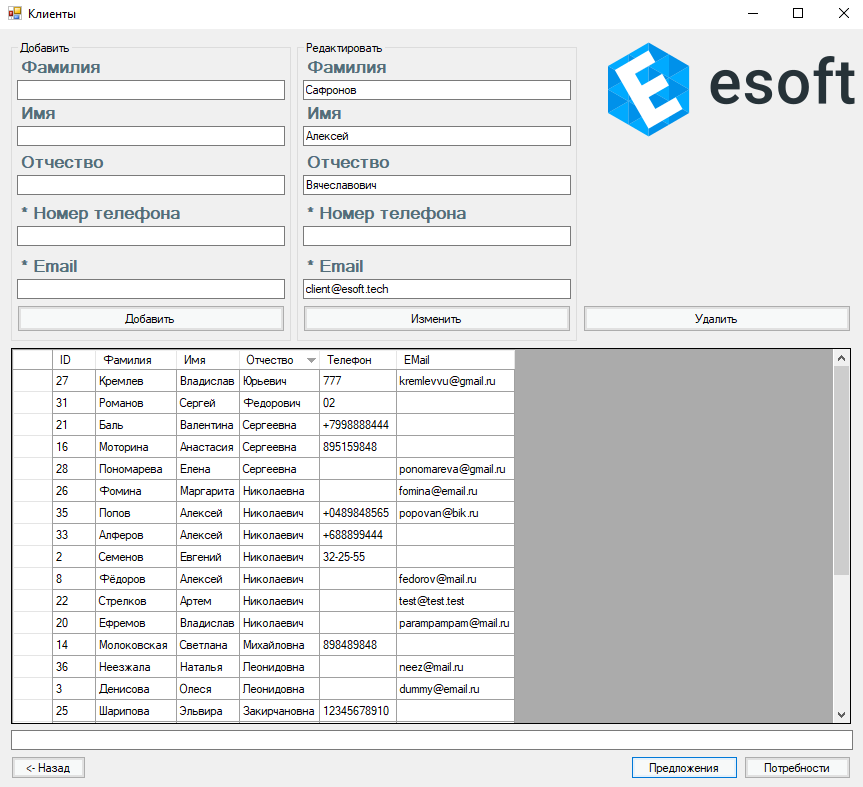 Клиенты
Добавить
Фамилия
Имя
Отчество
* Номер телефона
* Email
Добавить
Редактировать
Фамилия
Сафронов
Имя
Алексей
Отчество
Вячеславович
* Номер телефона
* Email
client@esoft.tech
Изменить
esoft
Удалить
ID Фамилия Имя Отчество Телефон EMail
27 Кремлев Владислав Юрьевич 777 kremlevvu@gmail.ru
31 Романов Сергей Федорович 02
21 Баль Валентина Сергеевна +7998888444
16 Моторина Анастасия Сергеевна 895159848
28 Пономарева Елена Сергеевна ponomareva@gmail.ru
26 Фомина Маргарита Николаевна fomina@email.ru
35 Попов Алексей Николаевич +0489848565 popovan@bik.ru
33 Алферов Алексей Николаевич +688899444
2 Семенов Евгений Николаевич 32-25-55
8 Фёдоров Алексей Николаевич fedorov@mail.ru
22 Стрелков Артем Николаевич test@test.test
20 Ефремов Владислав Николаевич parampampam@mail.ru
14 Молоковская Светлана Михайловна 898489848
36 Неезжала Наталья Леонидовна neez@mail.ru
3 Денисова Олеся Леонидовна dummy@email.ru
25 Шарипова Эльвира Закирчановна 12345678910
<- Назад
Предложения
Потребности